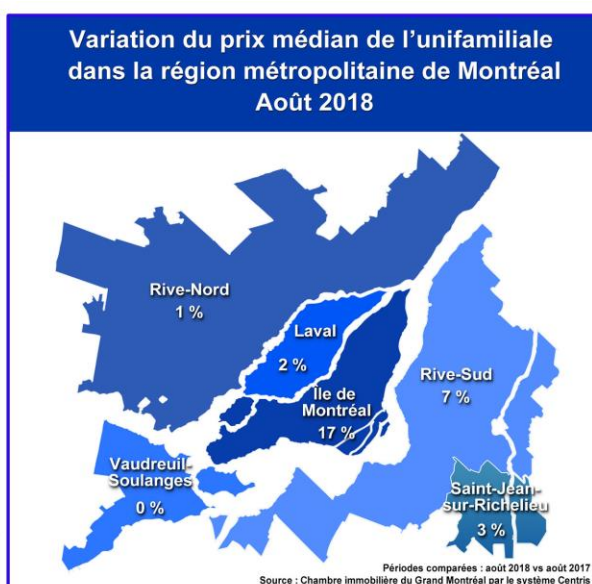 Variation du prix médian de l'unifamiliale
dans la région métropolitaine de Montréal
Août 2018
Rive-Nord
1 %
Laval
2 %
Île de
Montréal
17 %
Rive-Sud
7 %
Vaudreuil-
Soulanges
0 %
Saint-Jean-
sur-Richelieu
3 %
Périodes comparées : août 2018 vs août 2017
Source : Chambre immobilière du Grand Montréal par le système Centris